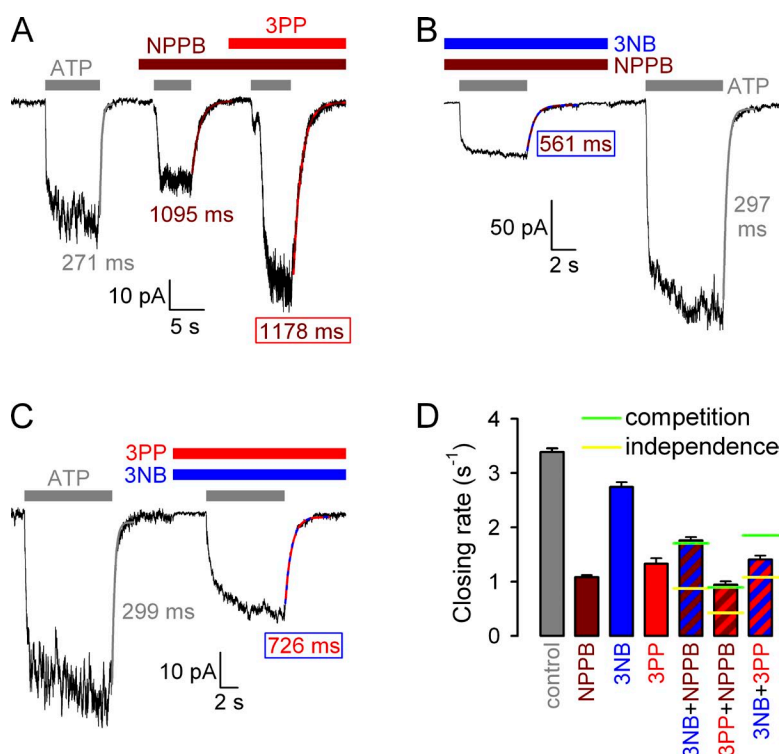 A
3PP
NPPB
ATP
271 ms
1095 ms
1178 ms
10 pA
5 s
B
3NB
NPPB
ATP
561 ms
297
ms
50 pA
2 s
C
3PP
3NB
ATP
299 ms
726 ms
10 pA
2 s
D
competition
independence
Closing rate (s⁻¹)
4
3
2
1
0
control
NPPB
3NB
3PP
3NB+NPPB
3PP+NPPB
3NB+3PP